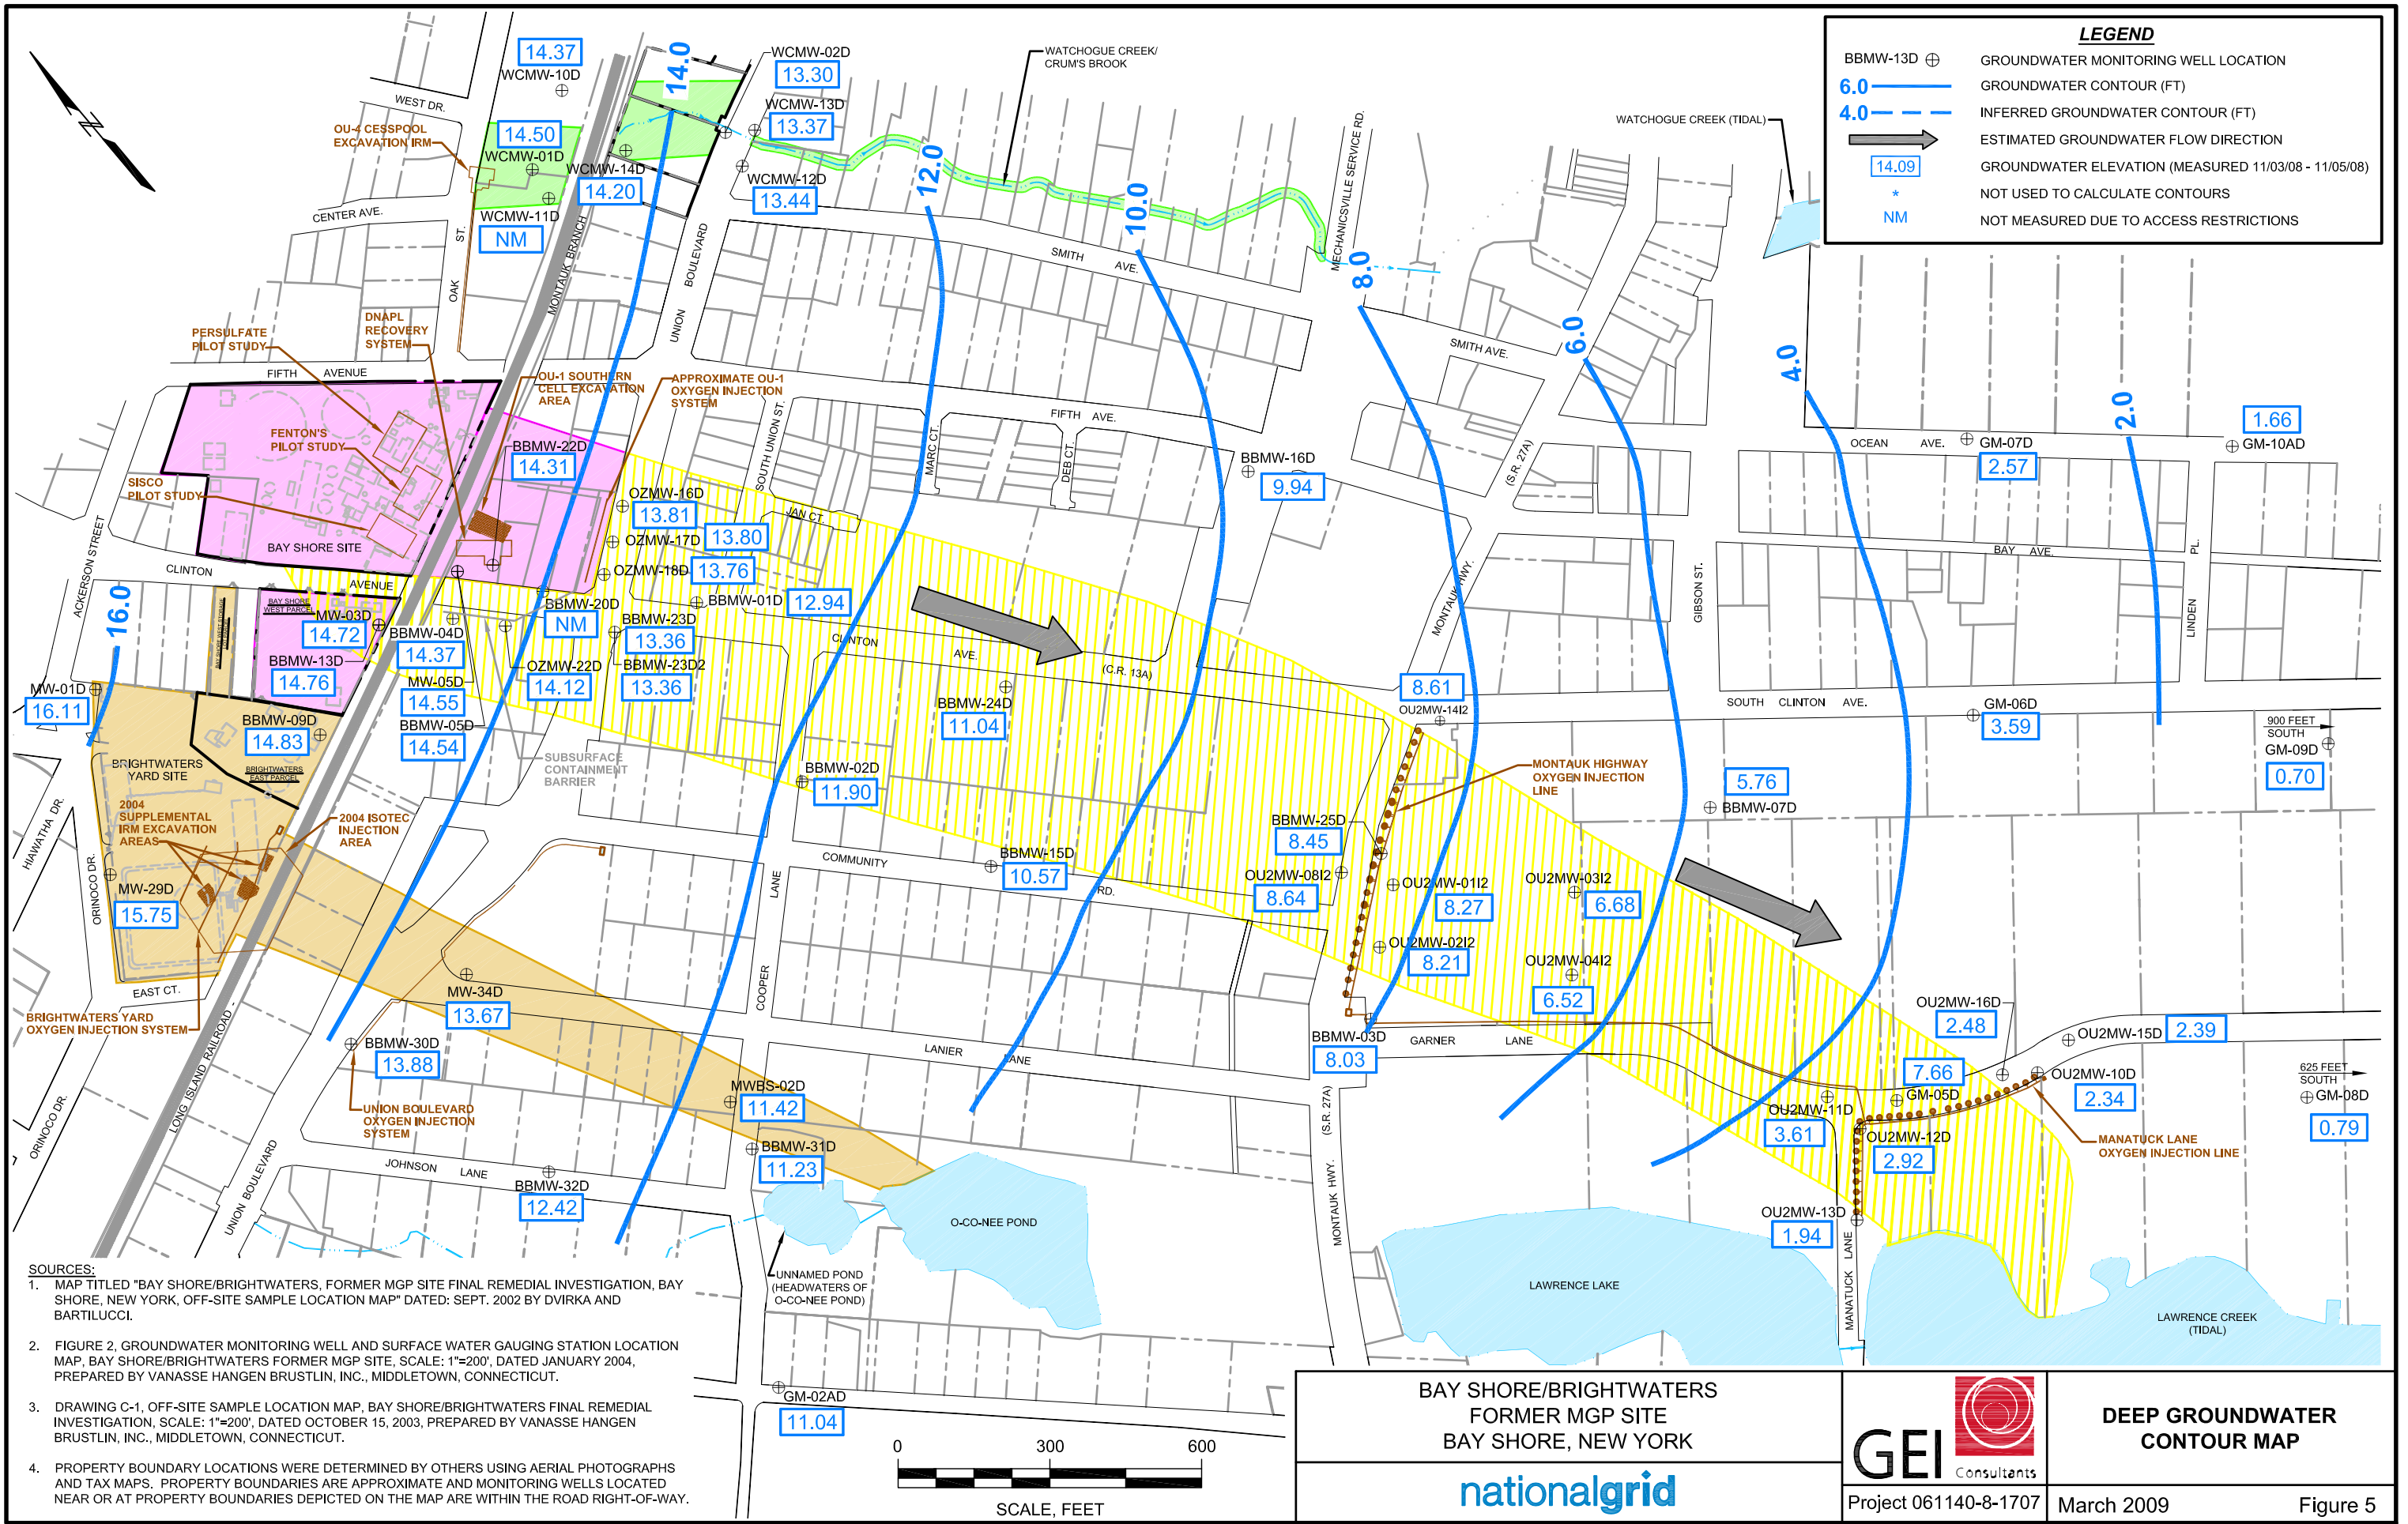 LEGEND
BBMW-13D
GROUNDWATER MONITORING WELL LOCATION
6.0
GROUNDWATER CONTOUR (FT)
4.0
INFERRED GROUNDWATER CONTOUR (FT)
ESTIMATED GROUNDWATER FLOW DIRECTION
14.09
GROUNDWATER ELEVATION (MEASURED 11/03/08 - 11/05/08)
*
NOT USED TO CALCULATE CONTOURS
NM
NOT MEASURED DUE TO ACCESS RESTRICTIONS
14.37
WCMW-10D
14.0
WCMW-02D
13.30
WATCHOGUE CREEK/
CRUM'S BROOK
WEST DR.
OU-4 CESSPOOL
EXCAVATION IRM
14.50
WCMW-01D
WCMW-13D
13.37
WCMW-14D
14.20
WCMW-12D
13.44
12.0
10.0
MECHANICSVILLE SERVICE RD.
WATCHOGUE CREEK (TIDAL)
CENTER AVE.
WCMW-11D
NM
OAK
ST.
MONTAUK BRANCH
UNION
BOULEVARD
SMITH AVE.
8.0
6.0
4.0
2.0
SMITH AVE.
PERSULFATE
PILOT STUDY
DNAPL
RECOVERY
SYSTEM
FIFTH AVENUE
OU-1 SOUTHERN
CELL EXCAVATION
AREA
APPROXIMATE OU-1
OXYGEN INJECTION
SYSTEM
SOUTH UNION ST.
FIFTH AVE.
MARC CT.
DEB CT.
JAN CT.
FENTON'S
PILOT STUDY
SISCO
PILOT STUDY
BAY SHORE SITE
BBMW-22D
14.31
OZMW-16D
13.81
OZMW-17D
13.80
OZMW-18D
13.76
BBMW-16D
9.94
(S.R. 27A)
MONTAUK HWY.
GIBSON ST.
OCEAN AVE.
GM-07D
2.57
1.66
GM-10AD
BAY AVE.
LINDEN
PL.
ACKERSON STREET
CLINTON
AVENUE
16.0
BAY SHORE
WEST PARCEL
MW-03D
14.72
BBMW-13D
14.76
BBMW-04D
14.37
MW-05D
14.55
BBMW-05D
14.54
BBMW-20D
NM
OZMW-22D
14.12
BBMW-01D
12.94
BBMW-23D
13.36
BBMW-23D2
13.36
CLINTON
AVE.
(C.R. 13A)
BBMW-24D
11.04
8.61
OU2MW-14I2
SOUTH CLINTON AVE.
GM-06D
3.59
900 FEET
SOUTH
GM-09D
0.70
MW-01D
16.11
BBMW-09D
14.83
BRIGHTWATERS
YARD SITE
BRIGHTWATERS
EAST PARCEL
SUBSURFACE
CONTAINMENT
BARRIER
BBMW-02D
11.90
MONTAUK HIGHWAY
OXYGEN INJECTION
LINE
5.76
BBMW-07D
2004
SUPPLEMENTAL
IRM EXCAVATION
AREAS
2004 ISOTEC
INJECTION
AREA
HIAWATHA DR.
ORINOCO DR.
MW-29D
15.75
COMMUNITY
RD.
BBMW-15D
10.57
BBMW-25D
8.45
OU2MW-08I2
8.64
OU2MW-01I2
8.27
OU2MW-03I2
6.68
OU2MW-02I2
8.21
OU2MW-04I2
6.52
COOPER
LANE
EAST CT.
BRIGHTWATERS YARD
OXYGEN INJECTION SYSTEM
MW-34D
13.67
BBMW-30D
13.88
LANIER LANE
BBMW-03D
8.03
GARNER LANE
OU2MW-16D
2.48
OU2MW-15D
2.39
7.66
GM-05D
OU2MW-10D
2.34
625 FEET
SOUTH
GM-08D
0.79
OU2MW-11D
3.61
OU2MW-12D
2.92
MANATUCK LANE
OXYGEN INJECTION LINE
ORINOCO DR.
LONG ISLAND RAILROAD
UNION BOULEVARD
UNION BOULEVARD
OXYGEN INJECTION
SYSTEM
MWBS-02D
11.42
BBMW-31D
11.23
JOHNSON LANE
BBMW-32D
12.42
(S.R. 27A)
MONTAUK HWY.
OU2MW-13D
1.94
MANATUCK LANE
O-CO-NEE POND
UNNAMED POND
(HEADWATERS OF
O-CO-NEE POND)
LAWRENCE LAKE
LAWRENCE CREEK
(TIDAL)
SOURCES:
1. MAP TITLED "BAY SHORE/BRIGHTWATERS, FORMER MGP SITE FINAL REMEDIAL INVESTIGATION, BAY
SHORE, NEW YORK, OFF-SITE SAMPLE LOCATION MAP" DATED: SEPT. 2002 BY DVIRKA AND
BARTILUCCI.
2. FIGURE 2, GROUNDWATER MONITORING WELL AND SURFACE WATER GAUGING STATION LOCATION
MAP, BAY SHORE/BRIGHTWATERS FORMER MGP SITE, SCALE: 1"=200', DATED JANUARY 2004,
PREPARED BY VANASSE HANGEN BRUSTLIN, INC., MIDDLETOWN, CONNECTICUT.
3. DRAWING C-1, OFF-SITE SAMPLE LOCATION MAP, BAY SHORE/BRIGHTWATERS FINAL REMEDIAL
INVESTIGATION, SCALE: 1"=200', DATED OCTOBER 15, 2003, PREPARED BY VANASSE HANGEN
BRUSTLIN, INC., MIDDLETOWN, CONNECTICUT.
4. PROPERTY BOUNDARY LOCATIONS WERE DETERMINED BY OTHERS USING AERIAL PHOTOGRAPHS
AND TAX MAPS. PROPERTY BOUNDARIES ARE APPROXIMATE AND MONITORING WELLS LOCATED
NEAR OR AT PROPERTY BOUNDARIES DEPICTED ON THE MAP ARE WITHIN THE ROAD RIGHT-OF-WAY.
GM-02AD
11.04
0 300 600
SCALE, FEET
BAY SHORE/BRIGHTWATERS
FORMER MGP SITE
BAY SHORE, NEW YORK
nationalgrid
GEI
Consultants
Project 061140-8-1707
DEEP GROUNDWATER
CONTOUR MAP
March 2009
Figure 5